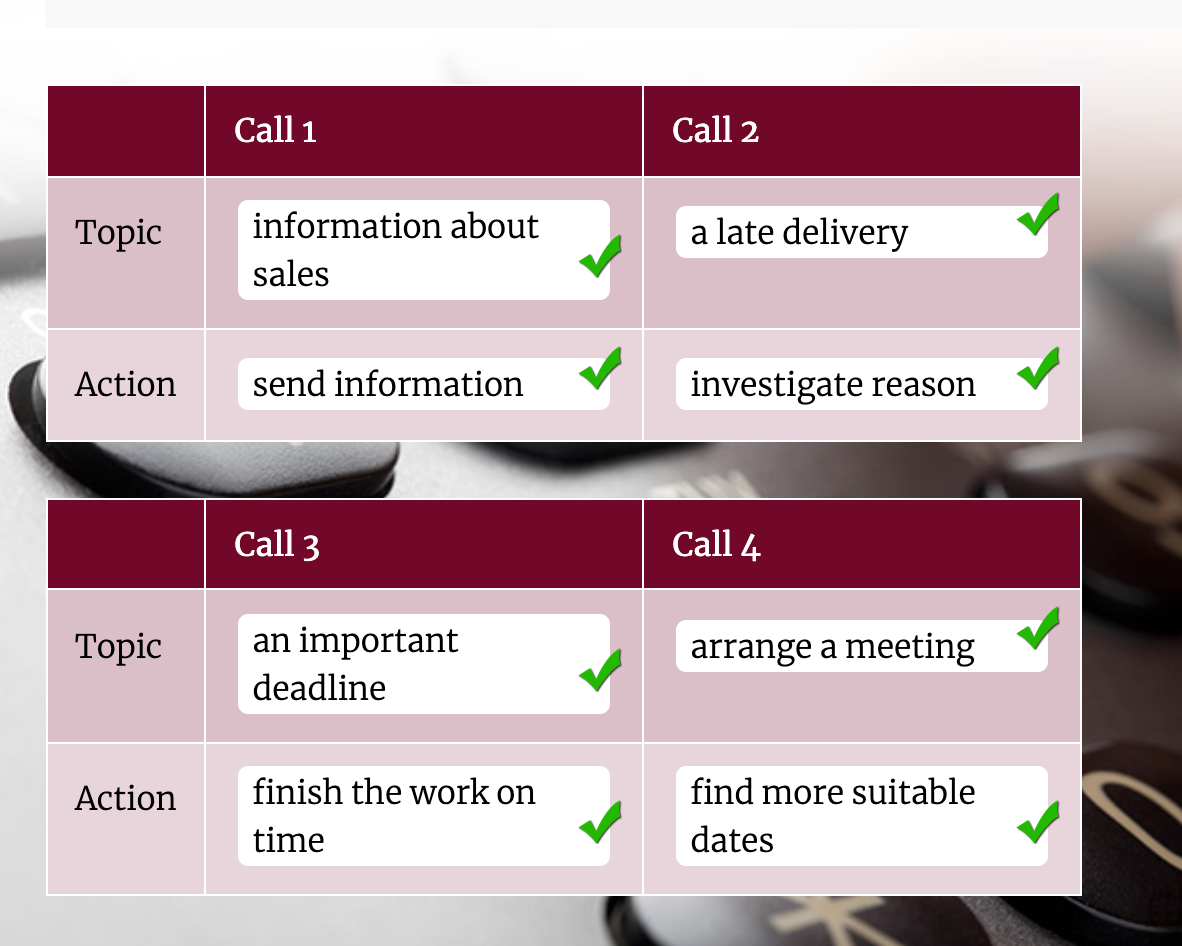 Call 1 Call 2
Topic information about sales a late delivery
Action send information investigate reason
Call 3 Call 4
Topic an important deadline arrange a meeting
Action finish the work on time find more suitable dates